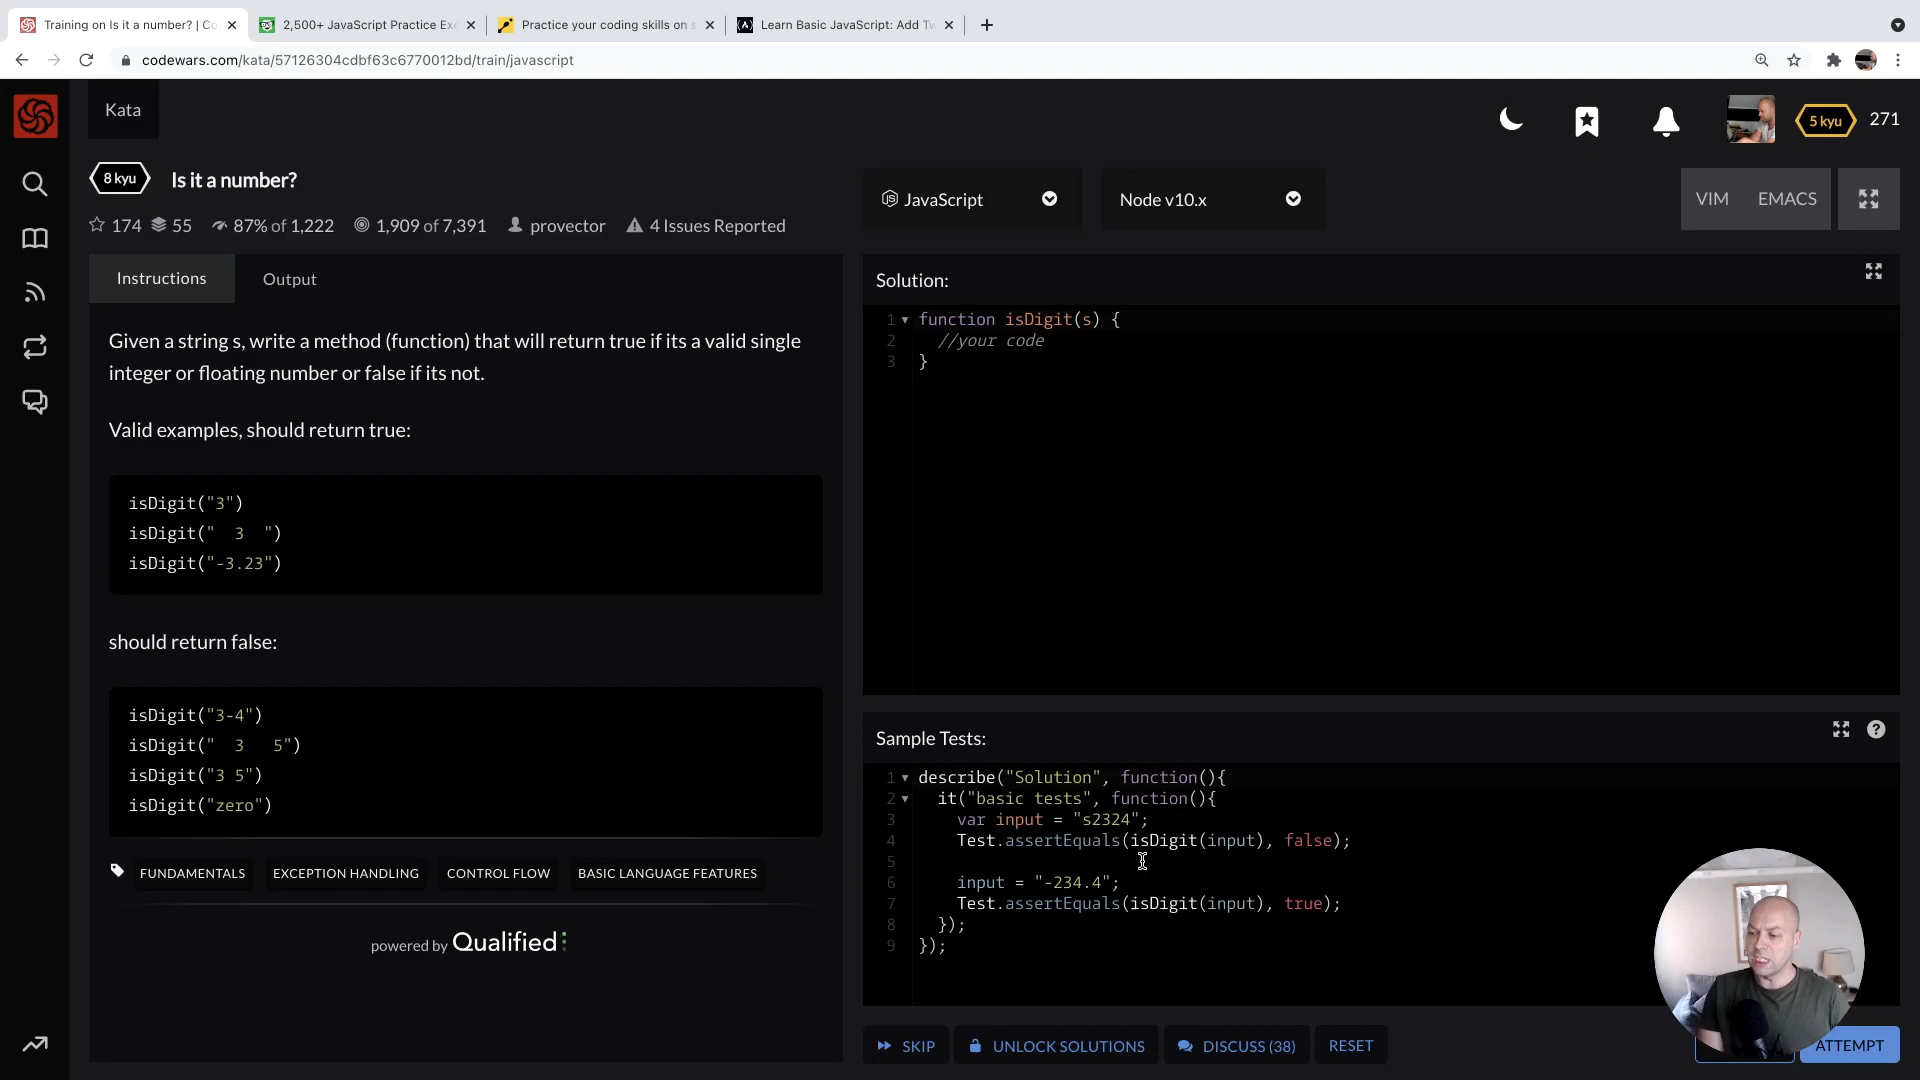 Training on Is it a number? | Co
2,500+ JavaScript Practice Exe
Practice your coding skills on s
Learn Basic JavaScript: Add Tw
codewars.com/kata/57126304cdbf63c6770012bd/train/javascript
Kata
5 kyu
271
8 kyu
Is it a number?
174
55
87% of 1,222
1,909 of 7,391
provector
4 Issues Reported
JavaScript
Node v10.x
VIM
EMACS
Instructions
Output
Given a string s, write a method (function) that will return true if its a valid single
integer or floating number or false if its not.
Valid examples, should return true:
isDigit("3")
isDigit("  3  ")
isDigit("-3.23")
should return false:
isDigit("3-4")
isDigit("  3   5")
isDigit("3 5")
isDigit("zero")
FUNDAMENTALS
EXCEPTION HANDLING
CONTROL FLOW
BASIC LANGUAGE FEATURES
powered by Qualified
Solution:
1 function isDigit(s) {
2   //your code
3 }
Sample Tests:
1 describe("Solution", function(){
2   it("basic tests", function(){
3     var input = "s2324";
4     Test.assertEquals(isDigit(input), false);
5
6     input = "-234.4";
7     Test.assertEquals(isDigit(input), true);
8   });
9 });
SKIP
UNLOCK SOLUTIONS
DISCUSS (38)
RESET
ATTEMPT